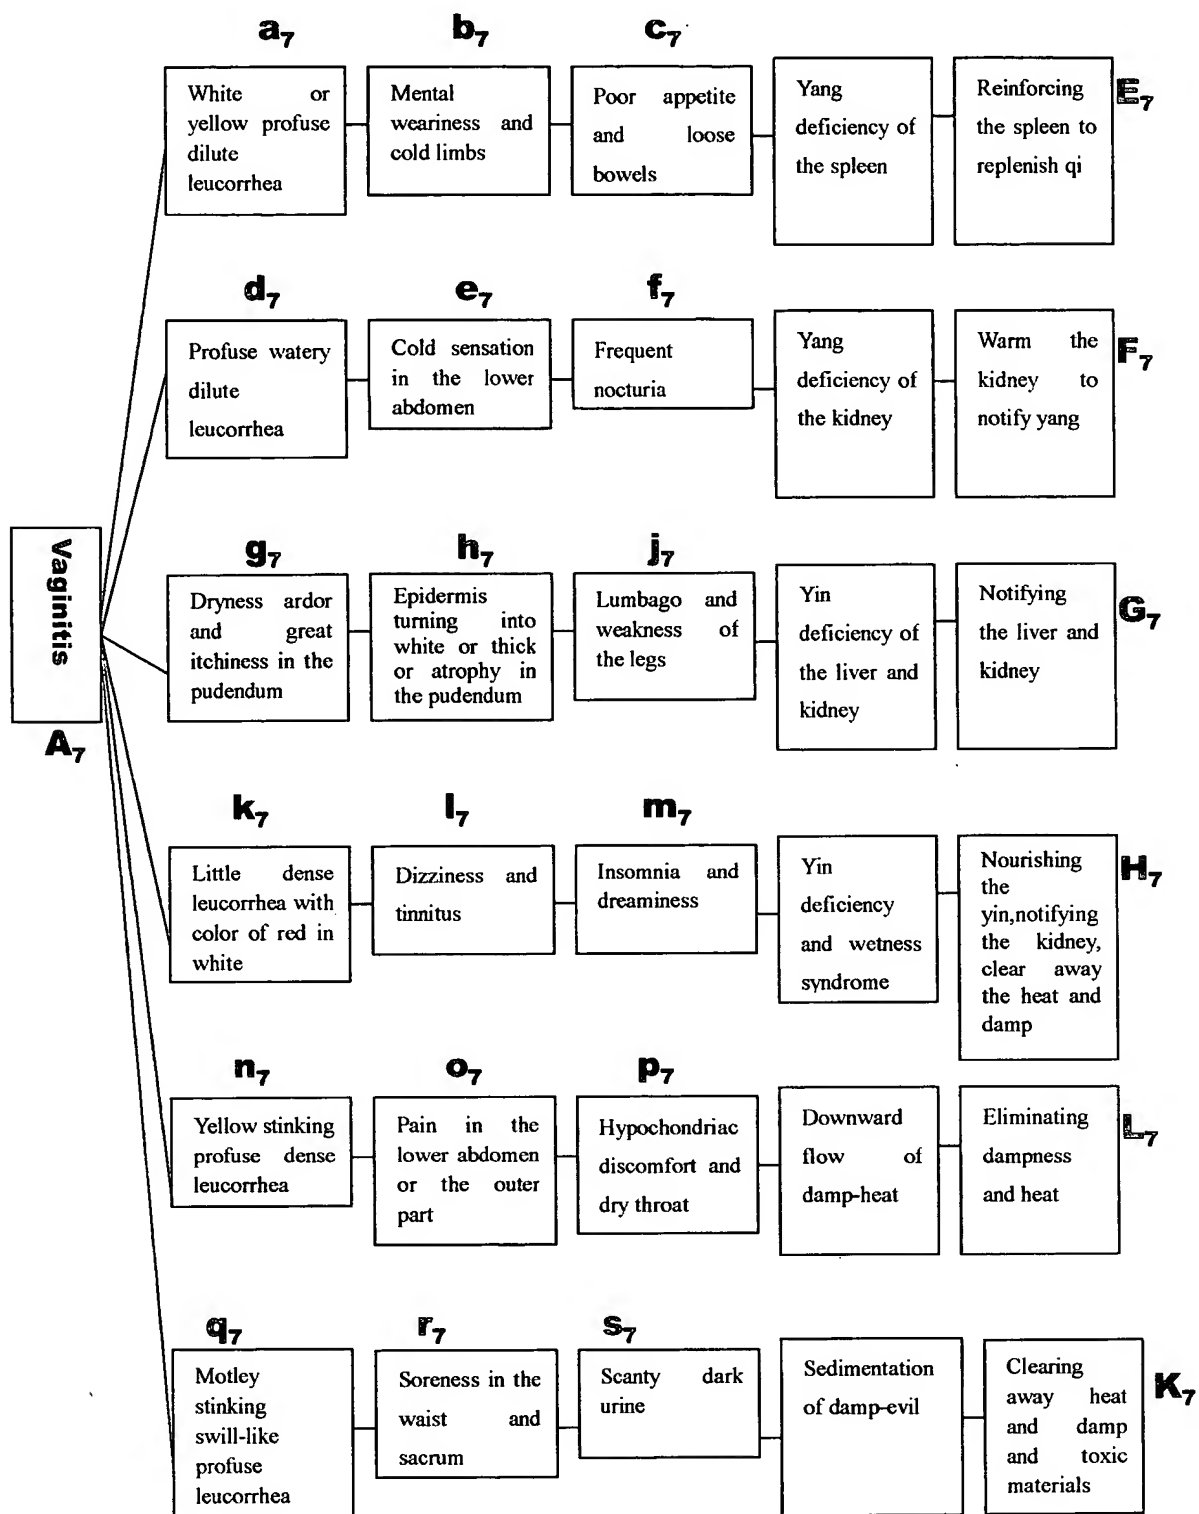 a7
b7
c7
White or
yellow profuse
dilute
leucorrhea
Mental
weariness and
cold limbs
Poor appetite
and loose
bowels
Yang
deficiency of
the spleen
Reinforcing
the spleen to
replenish qi
E7
d7
e7
f7
Profuse watery
dilute
leucorrhea
Cold sensation
in the lower
abdomen
Frequent
nocturia
Yang
deficiency of
the kidney
Warm the
kidney to
notify yang
F7
Vaginitis
A7
g7
h7
j7
Dryness ardor
and great
itchiness in the
pudendum
Epidermis
turning into
white or thick
or atrophy in
the pudendum
Lumbago and
weakness of
the legs
Yin
deficiency of
the liver and
kidney
Notifying
the liver and
kidney
G7
k7
l7
m7
Little dense
leucorrhea with
color of red in
white
Dizziness and
tinnitus
Insomnia and
dreaminess
Yin
deficiency
and wetness
syndrome
Nourishing
the
yin,notifying
the kidney,
clear away
the heat and
damp
H7
n7
o7
p7
Yellow stinking
profuse dense
leucorrhea
Pain in the
lower abdomen
or the outer
part
Hypochondriac
discomfort and
dry throat
Downward
flow of
damp-heat
Eliminating
dampness
and heat
L7
q7
r7
s7
Motley
stinking
swill-like
profuse
leucorrhea
Soreness in the
waist and
sacrum
Scanty dark
urine
Sedimentation
of damp-evil
Clearing
away heat
and damp
and toxic
materials
K7